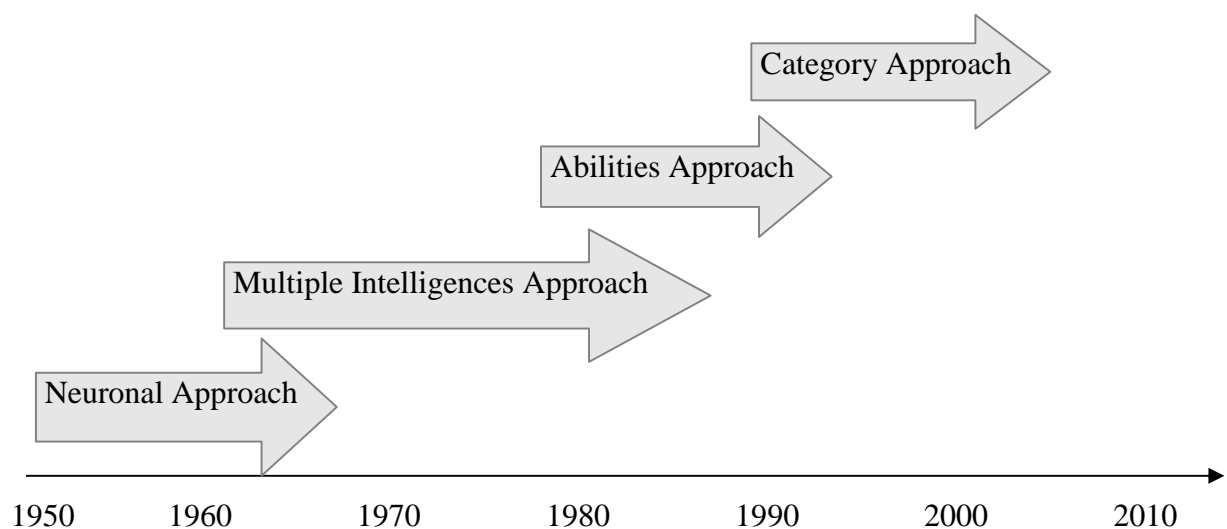 Category Approach
Abilities Approach
Multiple Intelligences Approach
Neuronal Approach
1950 1960 1970 1980 1990 2000 2010